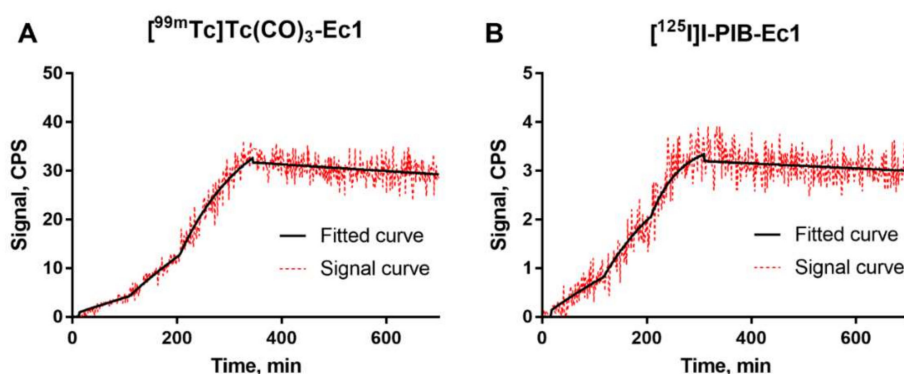 A
[⁹⁹ᵐTc]Tc(CO)₃-Ec1
50
40
30
20
10
0
Signal, CPS
Fitted curve
Signal curve
0 200 400 600
Time, min
B
[¹²⁵I]I-PIB-Ec1
5
4
3
2
1
0
Signal, CPS
Fitted curve
Signal curve
0 200 400 600
Time, min